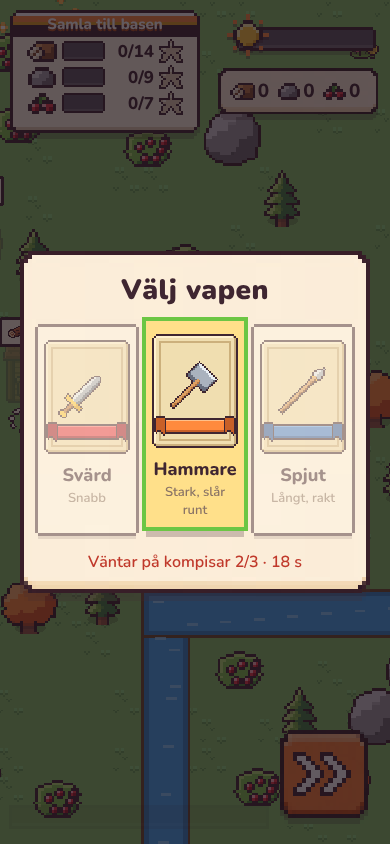 Samla till basen
0/14
0/9
0/7
0 0 0
Välj vapen
Svärd
Snabb
Hammare
Stark, slår
runt
Spjut
Långt, rakt
Väntar på kompisar 2/3 · 18 s